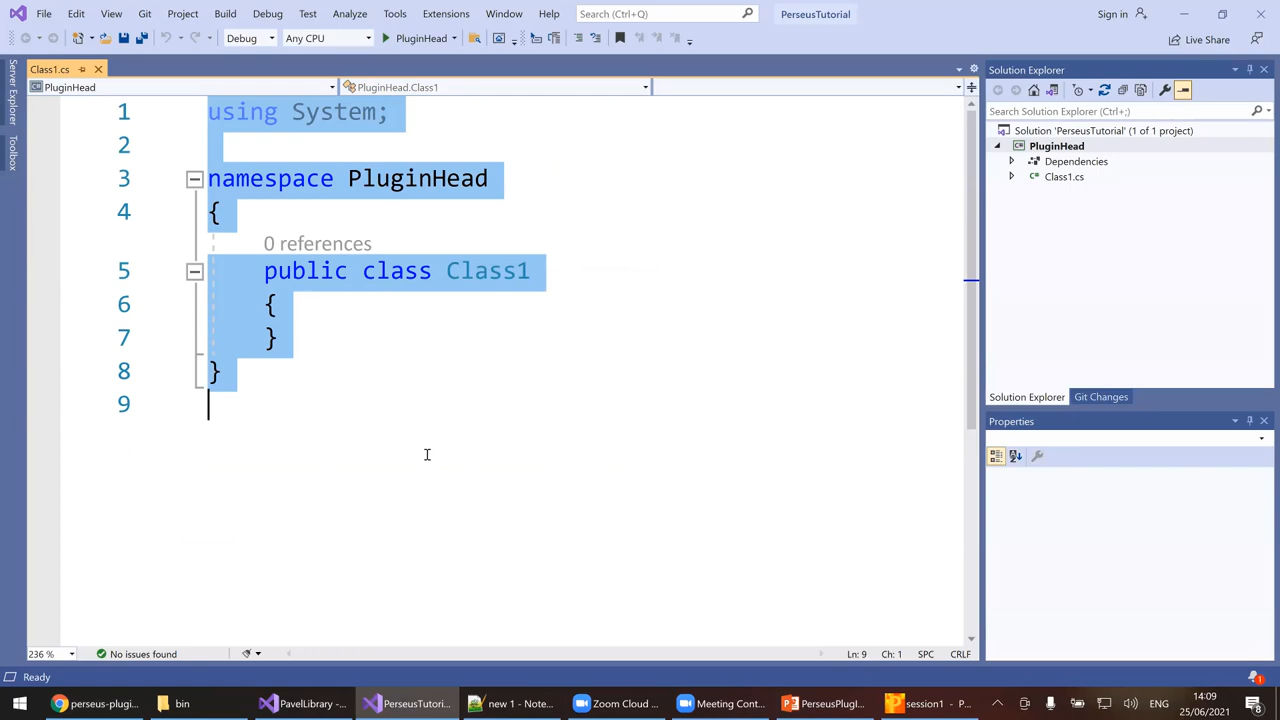 File Edit View Git Project Build Debug Test Analyze Tools Extensions Window Help Search (Ctrl+Q) PerseusTutorial Sign in
Debug Any CPU PluginHead Live Share
Server Explorer
Toolbox
Class1.cs
PluginHead PluginHead.Class1
1 using System;
2
3 namespace PluginHead
4 {
0 references
5 public class Class1
6 {
7 }
8 }
9
236 % No issues found Ln: 9 Ch: 1 SPC CRLF
Solution Explorer
Search Solution Explorer (Ctrl+;)
Solution 'PerseusTutorial' (1 of 1 project)
PluginHead
Dependencies
Class1.cs
Solution Explorer Git Changes
Properties
Ready 1
perseus-plugi... bin PavelLibrary - ... PerseusTutori... new 1 - Note... Zoom Cloud ... Meeting Cont... PerseusPlugI... session1 - P... ENG 14:09
25/06/2021 8